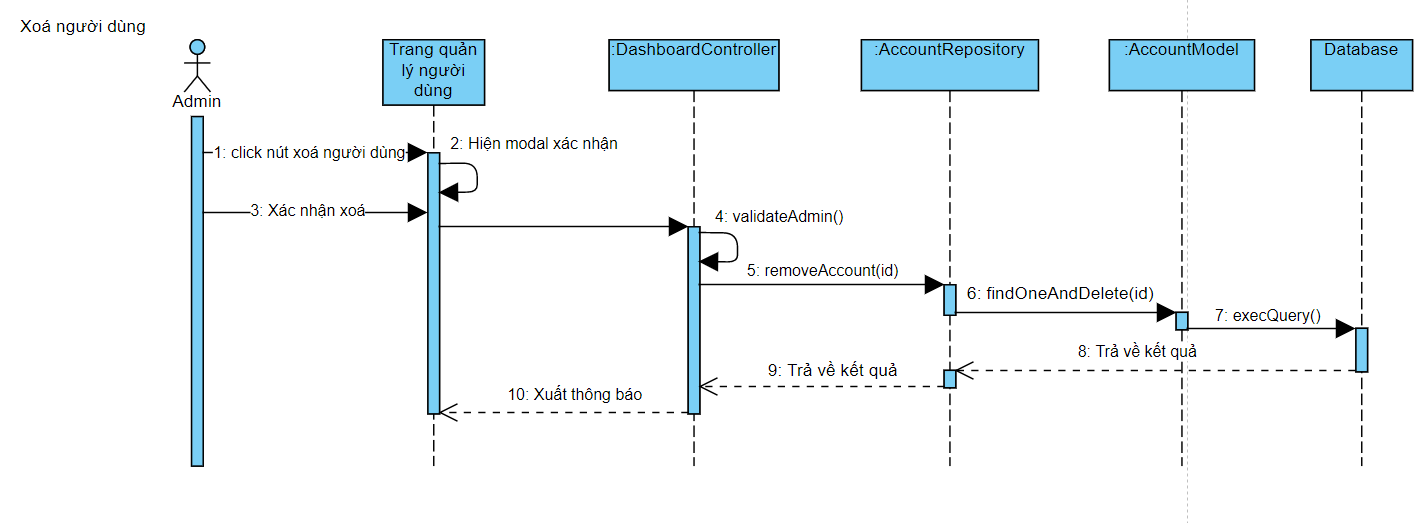 Xoá người dùng
Admin
Trang quản
lý người
dùng
:DashboardController
:AccountRepository
:AccountModel
Database
1: click nút xoá người dùng
2: Hiện modal xác nhận
3: Xác nhận xoá
4: validateAdmin()
5: removeAccount(id)
6: findOneAndDelete(id)
7: execQuery()
8: Trả về kết quả
9: Trả về kết quả
10: Xuất thông báo